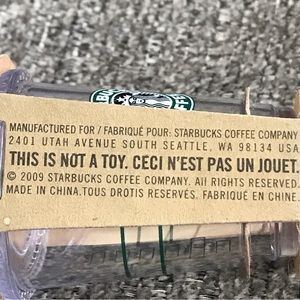 MANUFACTURED FOR / FABRIQUÉ POUR: STARBUCKS COFFEE COMPANY
2401 UTAH AVENUE SOUTH SEATTLE, WA 98134 USA
THIS IS NOT A TOY. CECI N'EST PAS UN JOUET.
© 2009 STARBUCKS COFFEE COMPANY. All RIGHTS RESERVED.
MADE IN CHINA.TOUS DROTIS RESERVÉS. FABRIQUÉ EN CHINE.